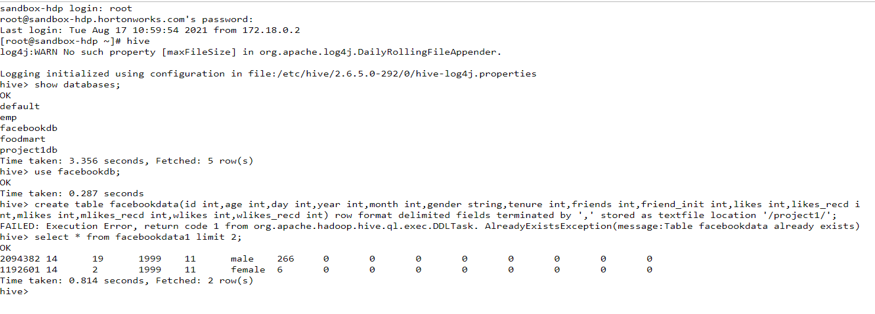 sandbox-hdp login: root
root@sandbox-hdp.hortonworks.com's password:
Last login: Tue Aug 17 10:59:54 2021 from 172.18.0.2
[root@sandbox-hdp ~]# hive
log4j:WARN No such property [maxFileSize] in org.apache.log4j.DailyRollingFileAppender.
Logging initialized using configuration in file:/etc/hive/2.6.5.0-292/0/hive-log4j.properties
hive> show databases;
OK
default
emp
facebookdb
foodmart
project1db
Time taken: 3.356 seconds, Fetched: 5 row(s)
hive> use facebookdb;
OK
Time taken: 0.287 seconds
hive> create table facebookdata(id int,age int,day int,year int,month int,gender string,tenure int,friends int,friend_init int,likes int,likes_recd i
nt,mlikes int,mlikes_recd int,wlikes int,wlikes_recd int) row format delimited fields terminated by ',' stored as textfile location '/project1/';
FAILED: Execution Error, return code 1 from org.apache.hadoop.hive.ql.exec.DDLTask. AlreadyExistsException(message:Table facebookdata already exists)
hive> select * from facebookdata1 limit 2;
OK
2094382 14 19 1999 11 male 266 0 0 0 0 0 0 0 0
1192601 14 2 1999 11 female 6 0 0 0 0 0 0 0 0
Time taken: 0.814 seconds, Fetched: 2 row(s)
hive>